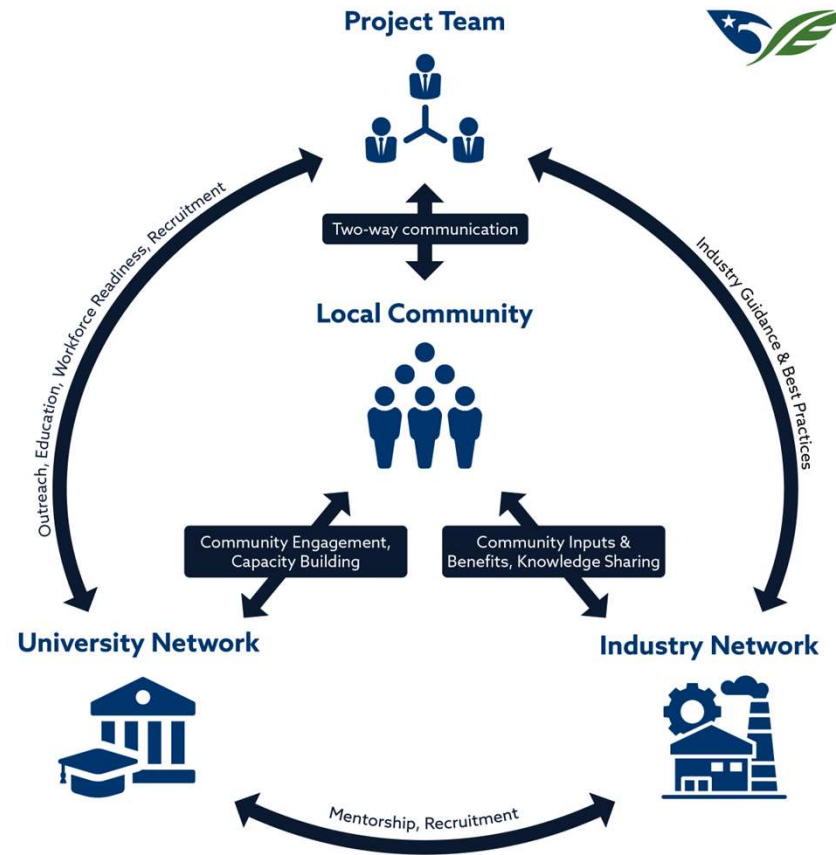 Project Team
Outreach, Education, Workforce Readiness, Recruitment
Two-way communication
Industry Guidance & Best Practices
Local Community
Community Engagement,
Capacity Building
Community Inputs &
Benefits, Knowledge Sharing
University Network
Industry Network
Mentorship, Recruitment